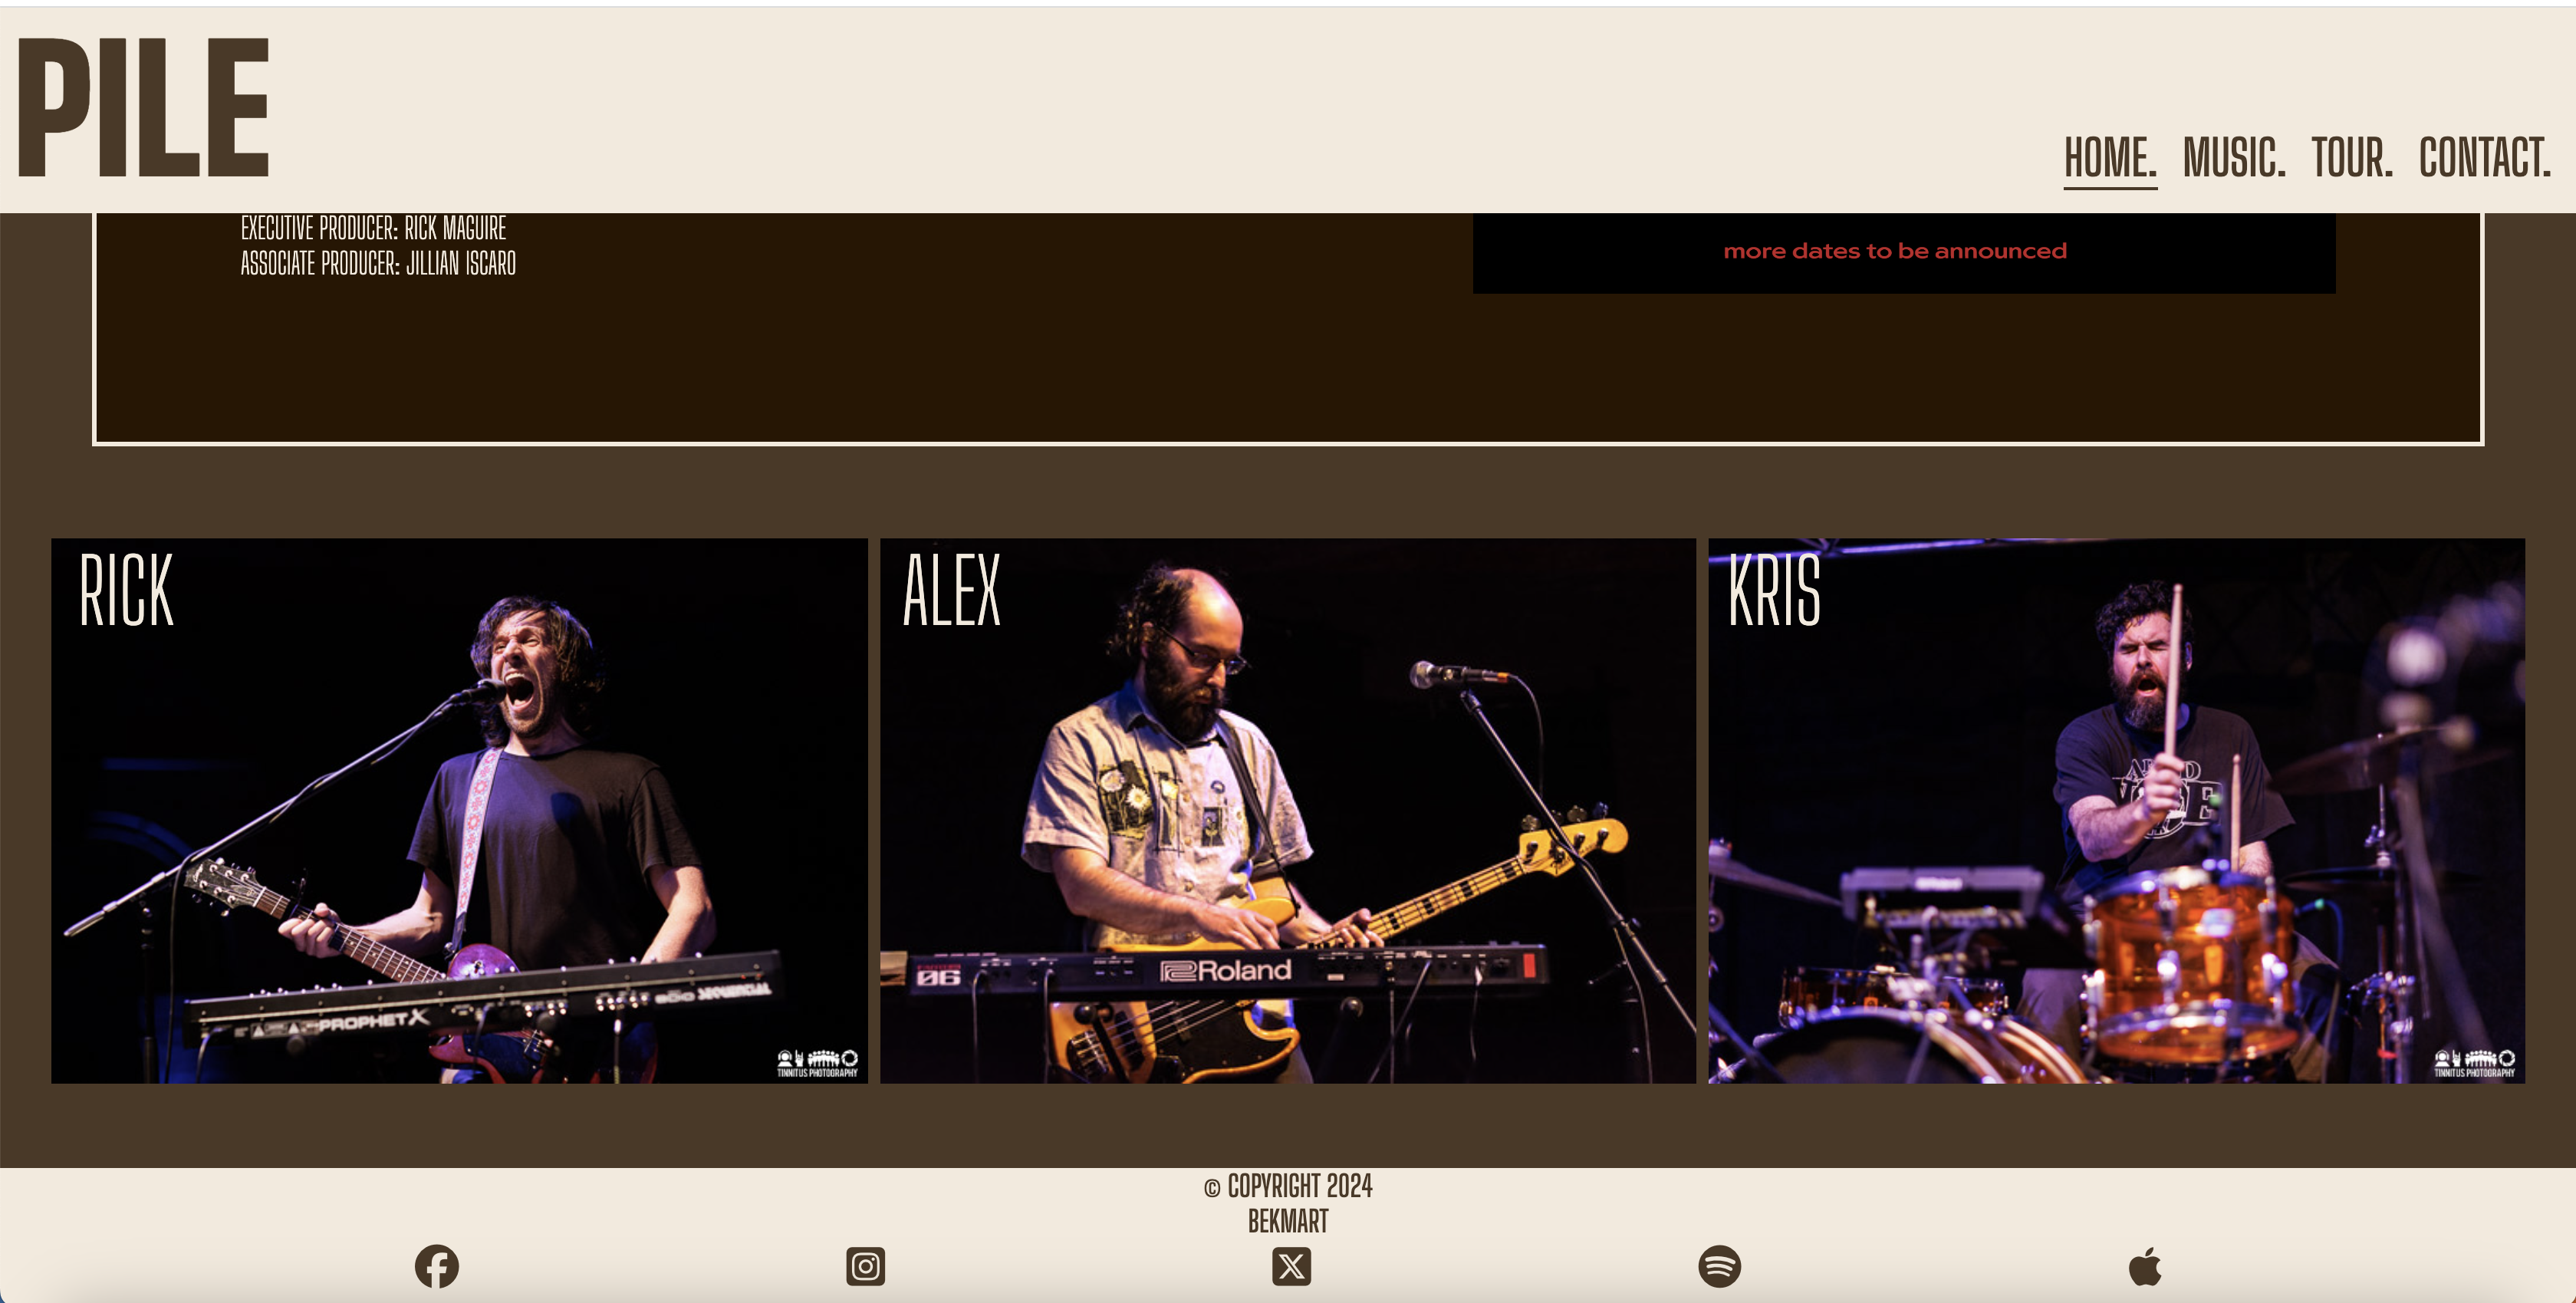 PILE
HOME. MUSIC. TOUR. CONTACT.
EXECUTIVE PRODUCER: RICK MAGUIRE
ASSOCIATE PRODUCER: JILLIAN ISCARO
more dates to be announced
RICK
ALEX
KRIS
PROPHET X
SEQUENTIAL
TINNITUS PHOTOGRAPHY
06
Roland
TINNITUS PHOTOGRAPHY
© COPYRIGHT 2024
BEKMART